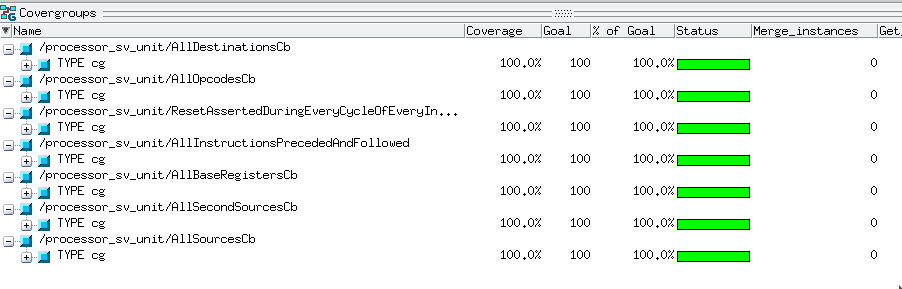 Covergroups
Name Coverage Goal % of Goal Status Merge_instances Get_
/processor_sv_unit/AllDestinationsCb
TYPE cg 100.0% 100 100.0% 0
/processor_sv_unit/AllOpcodesCb
TYPE cg 100.0% 100 100.0% 0
/processor_sv_unit/ResetAssertedDuringEveryCycleOfEveryIn...
TYPE cg 100.0% 100 100.0% 0
/processor_sv_unit/AllInstructionsPrecededAndFollowed
TYPE cg 100.0% 100 100.0% 0
/processor_sv_unit/AllBaseRegistersCb
TYPE cg 100.0% 100 100.0% 0
/processor_sv_unit/AllSecondSourcesCb
TYPE cg 100.0% 100 100.0% 0
/processor_sv_unit/AllSourcesCb
TYPE cg 100.0% 100 100.0% 0